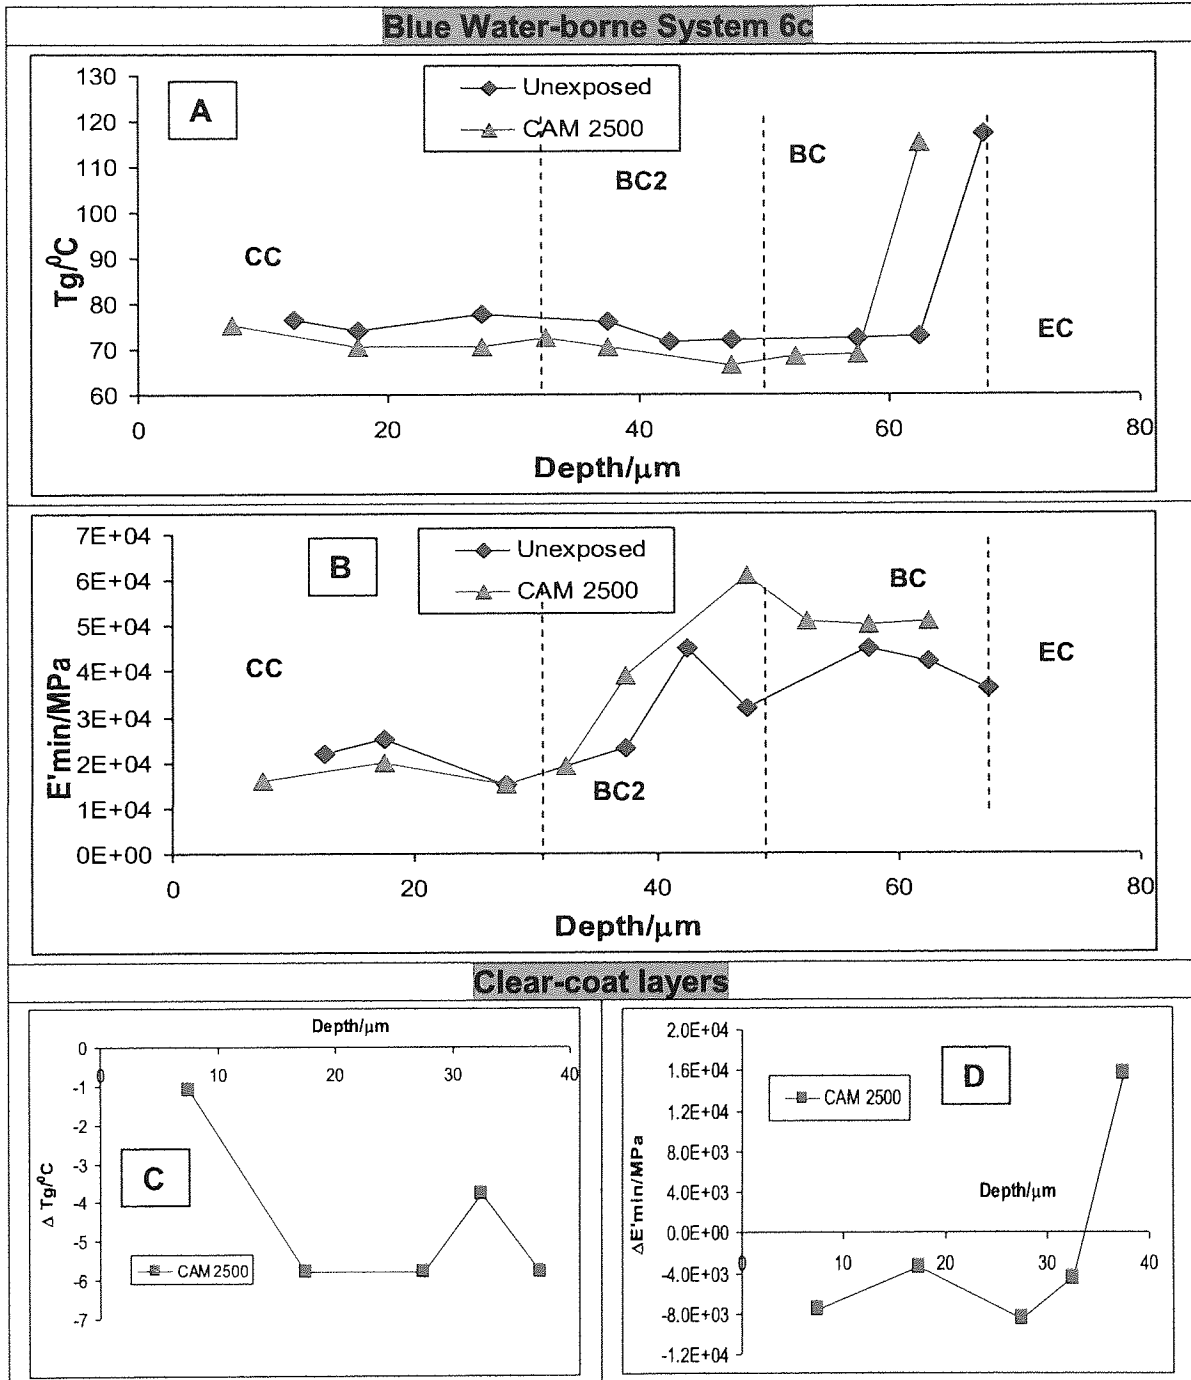 Blue Water-borne System 6c
A
Unexposed
CAM 2500
CC
BC2
BC
EC
Tg/⁰C
130
120
110
100
90
80
70
60
0
20
40
60
80
Depth/μm
B
Unexposed
CAM 2500
CC
BC2
BC
EC
E'min/MPa
7E+04
6E+04
5E+04
4E+04
3E+04
2E+04
1E+04
0E+00
0
20
40
60
80
Depth/μm
Clear-coat layers
Depth/μm
0
10
20
30
40
0
-1
-2
-3
-4
-5
-6
-7
Δ Tg/⁰C
C
CAM 2500
2.0E+04
1.6E+04
1.2E+04
8.0E+03
4.0E+03
0.0E+00
-4.0E+03
-8.0E+03
-1.2E+04
ΔE'min/MPa
D
CAM 2500
Depth/μm
0
10
20
30
40